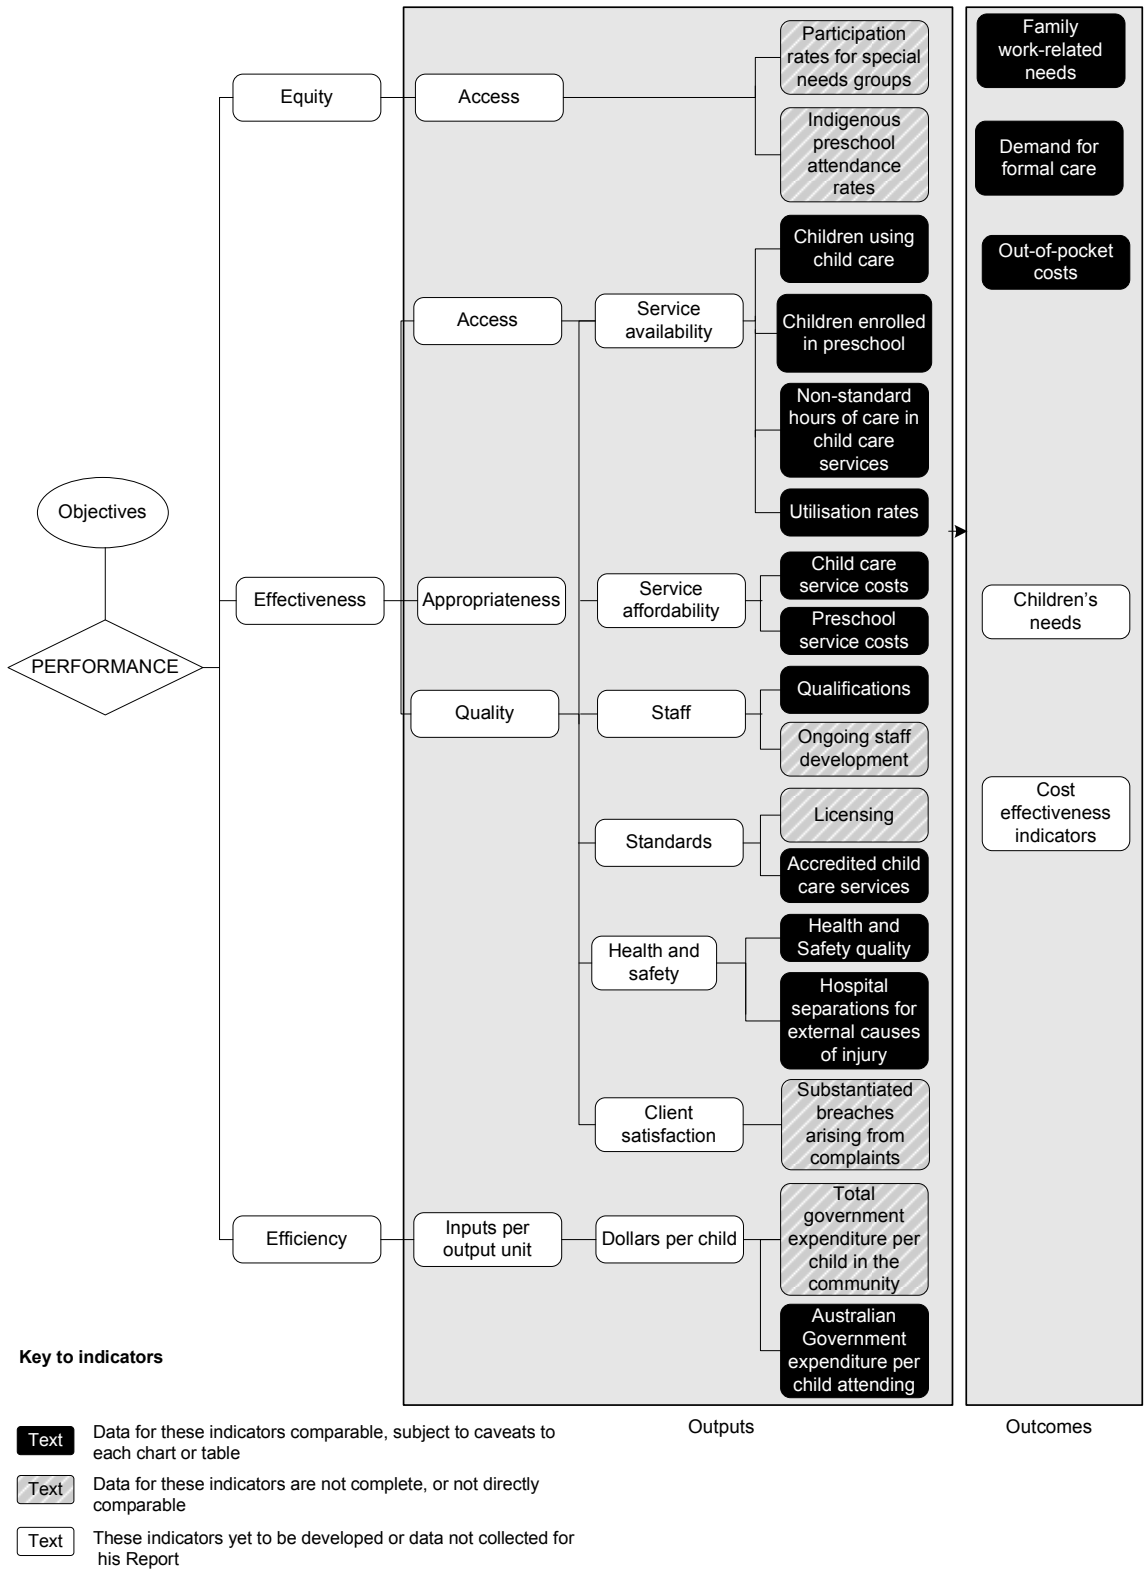 Objectives
PERFORMANCE
Equity
Access
Participation
rates for special
needs groups
Indigenous
preschool
attendance
rates
Effectiveness
Access
Service
availability
Children using
child care
Children enrolled
in preschool
Non-standard
hours of care in
child care
services
Utilisation rates
Appropriateness
Service
affordability
Child care
service costs
Preschool
service costs
Quality
Staff
Qualifications
Ongoing staff
development
Standards
Licensing
Accredited child
care services
Health and
safety
Health and
Safety quality
Hospital
separations for
external causes
of injury
Client
satisfaction
Substantiated
breaches
arising from
complaints
Efficiency
Inputs per
output unit
Dollars per child
Total
government
expenditure per
child in the
community
Australian
Government
expenditure per
child attending
Outputs
Family
work-related
needs
Demand for
formal care
Out-of-pocket
costs
Children's
needs
Cost
effectiveness
indicators
Outcomes
Key to indicators
Text
Data for these indicators comparable, subject to caveats to
each chart or table
Text
Data for these indicators are not complete, or not directly
comparable
Text
These indicators yet to be developed or data not collected for
his Report